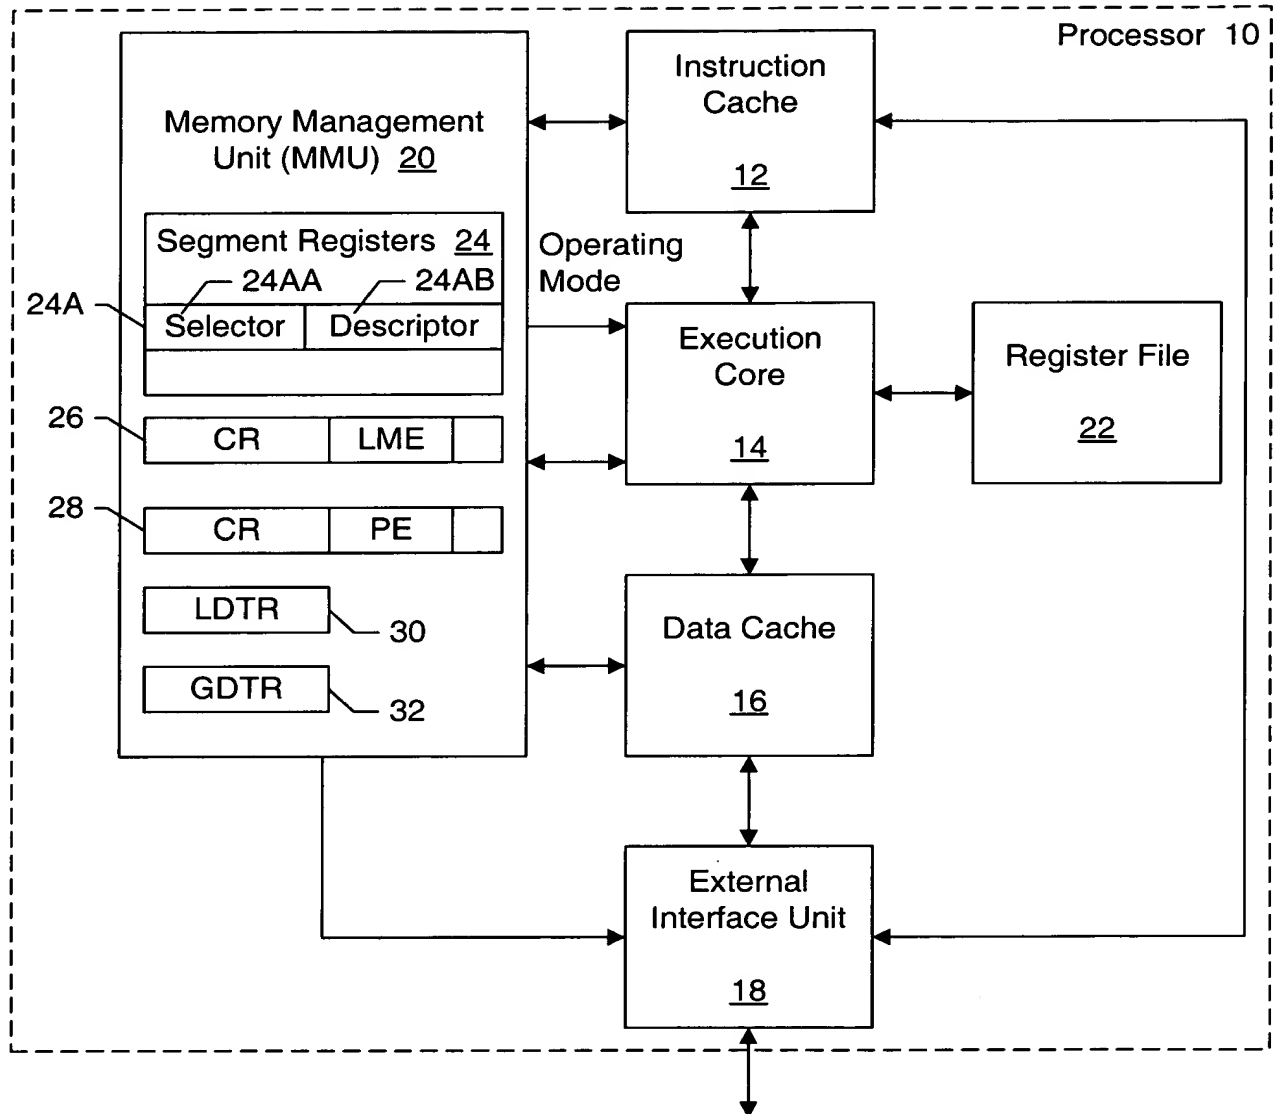 Processor 10
Memory Management
Unit (MMU) 20
Segment Registers 24
24AA
24AB
24A
Selector
Descriptor
26
CR
LME
28
CR
PE
LDTR
30
GDTR
32
Operating
Mode
Instruction
Cache
12
Execution
Core
14
Register File
22
Data Cache
16
External
Interface Unit
18